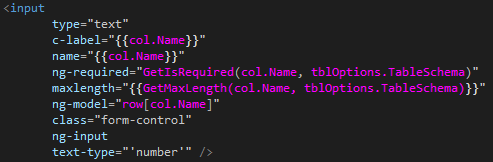 <input
type="text"
c-label="{{col.Name}}"
name="{{col.Name}}"
ng-required="GetIsRequired(col.Name, tblOptions.TableSchema)"
maxlength="{{GetMaxLength(col.Name, tblOptions.TableSchema)}}"
ng-model="row[col.Name]"
class="form-control"
ng-input
text-type="'number'" />